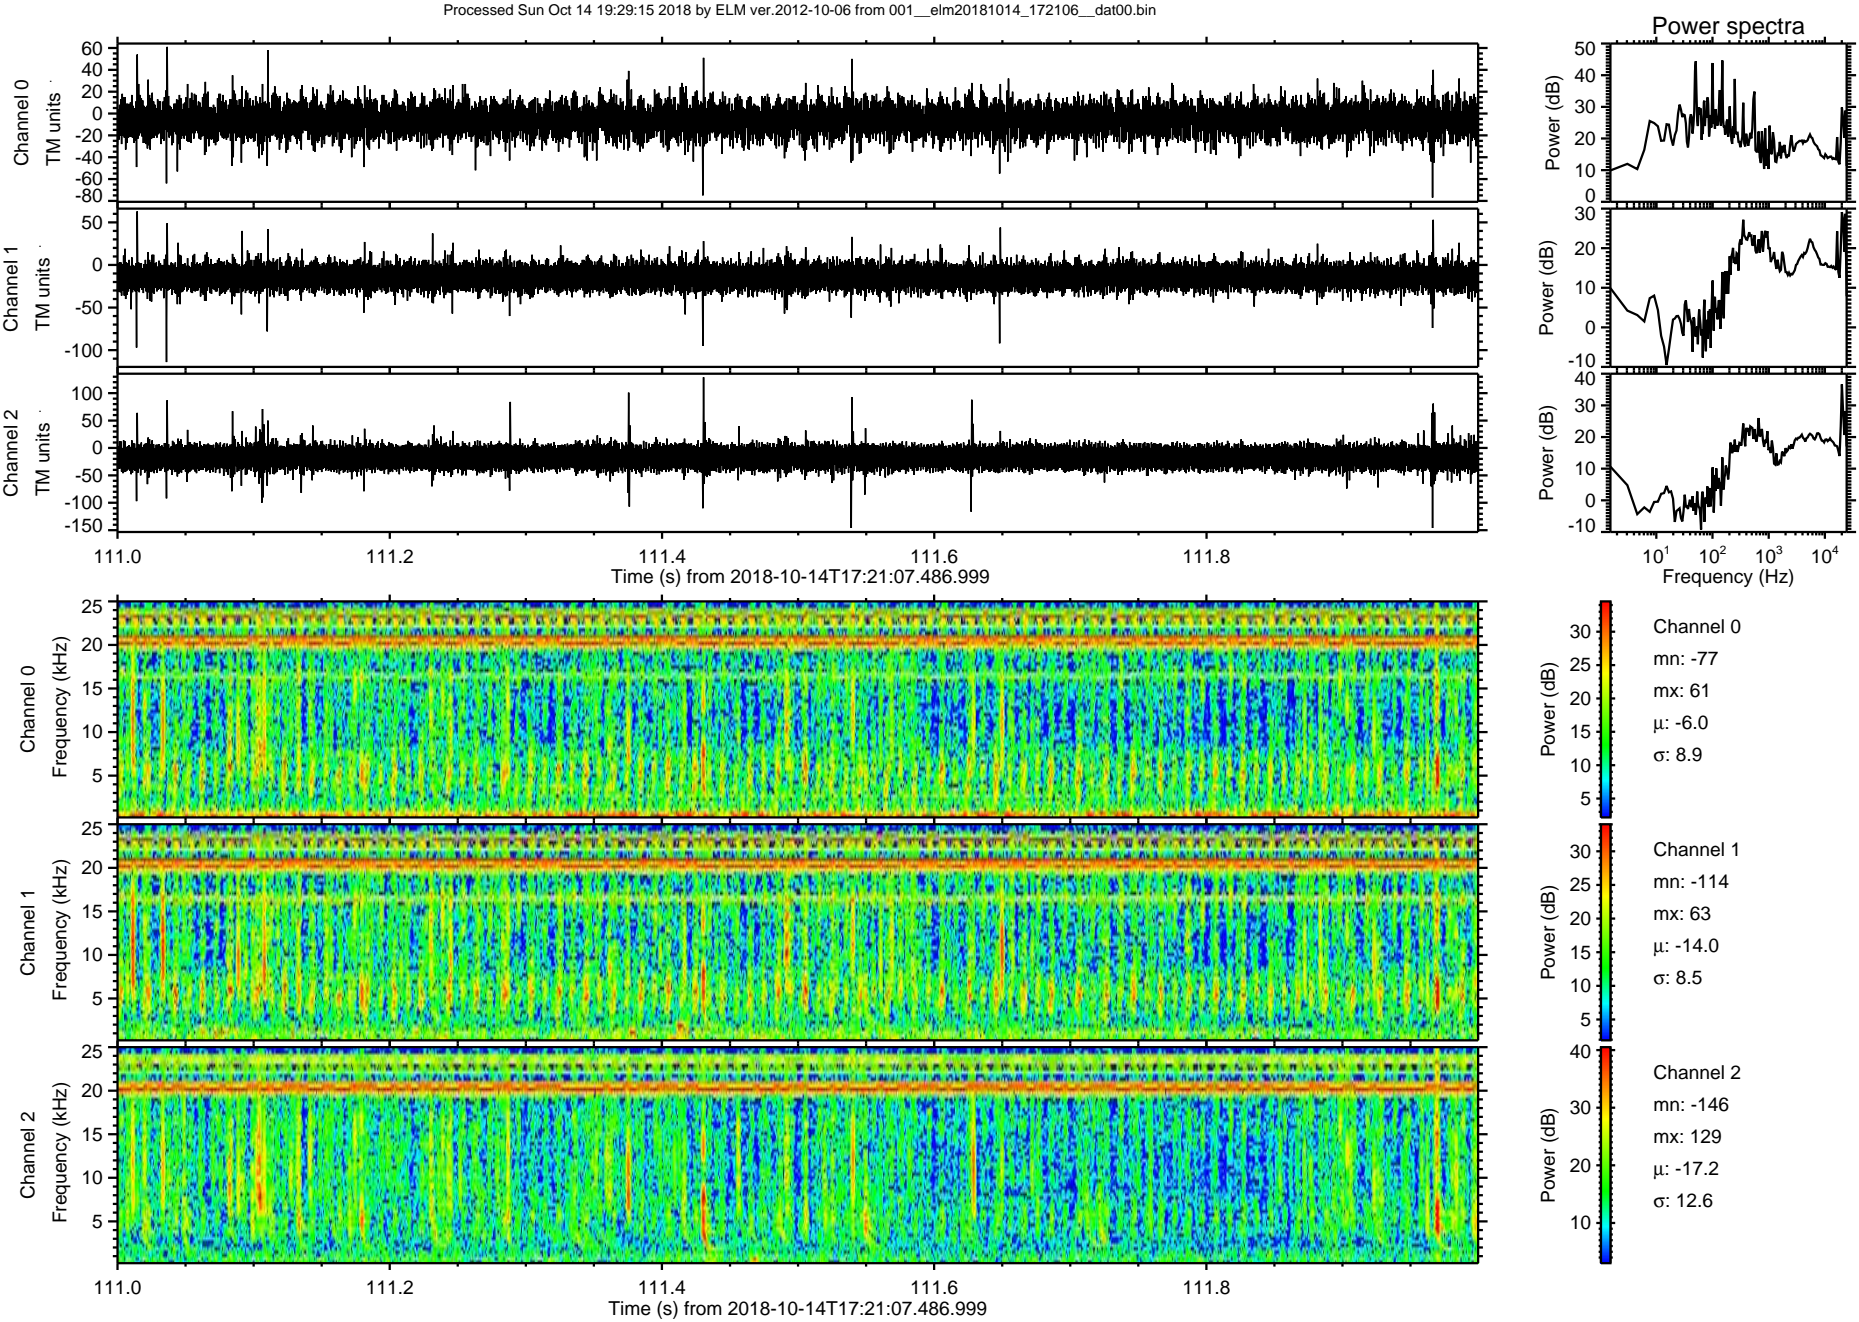 Processed Sun Oct 14 19:29:15 2018 by ELM ver.2012-10-06 from 001__elm20181014_172106__dat00.bin
Power spectra
Channel 0
TM units
60
40
20
0
-20
-40
-60
-80
Power (dB)
50
40
30
20
10
0
Channel 1
TM units
50
0
-50
-100
Power (dB)
30
20
10
0
-10
Channel 2
TM units
100
50
0
-50
-100
-150
Power (dB)
40
30
20
10
0
-10
111.0 111.2 111.4 111.6 111.8
Time (s) from 2018-10-14T17:21:07.486.999
10¹ 10² 10³ 10⁴
Frequency (Hz)
Channel 0
Frequency (kHz)
25
20
15
10
5
Power (dB)
30
25
20
15
10
5
Channel 0
mn: -77
mx: 61
μ: -6.0
σ: 8.9
Channel 1
Frequency (kHz)
25
20
15
10
5
Power (dB)
30
25
20
15
10
5
Channel 1
mn: -114
mx: 63
μ: -14.0
σ: 8.5
Channel 2
Frequency (kHz)
25
20
15
10
5
Power (dB)
40
30
20
10
Channel 2
mn: -146
mx: 129
μ: -17.2
σ: 12.6
111.0 111.2 111.4 111.6 111.8
Time (s) from 2018-10-14T17:21:07.486.999